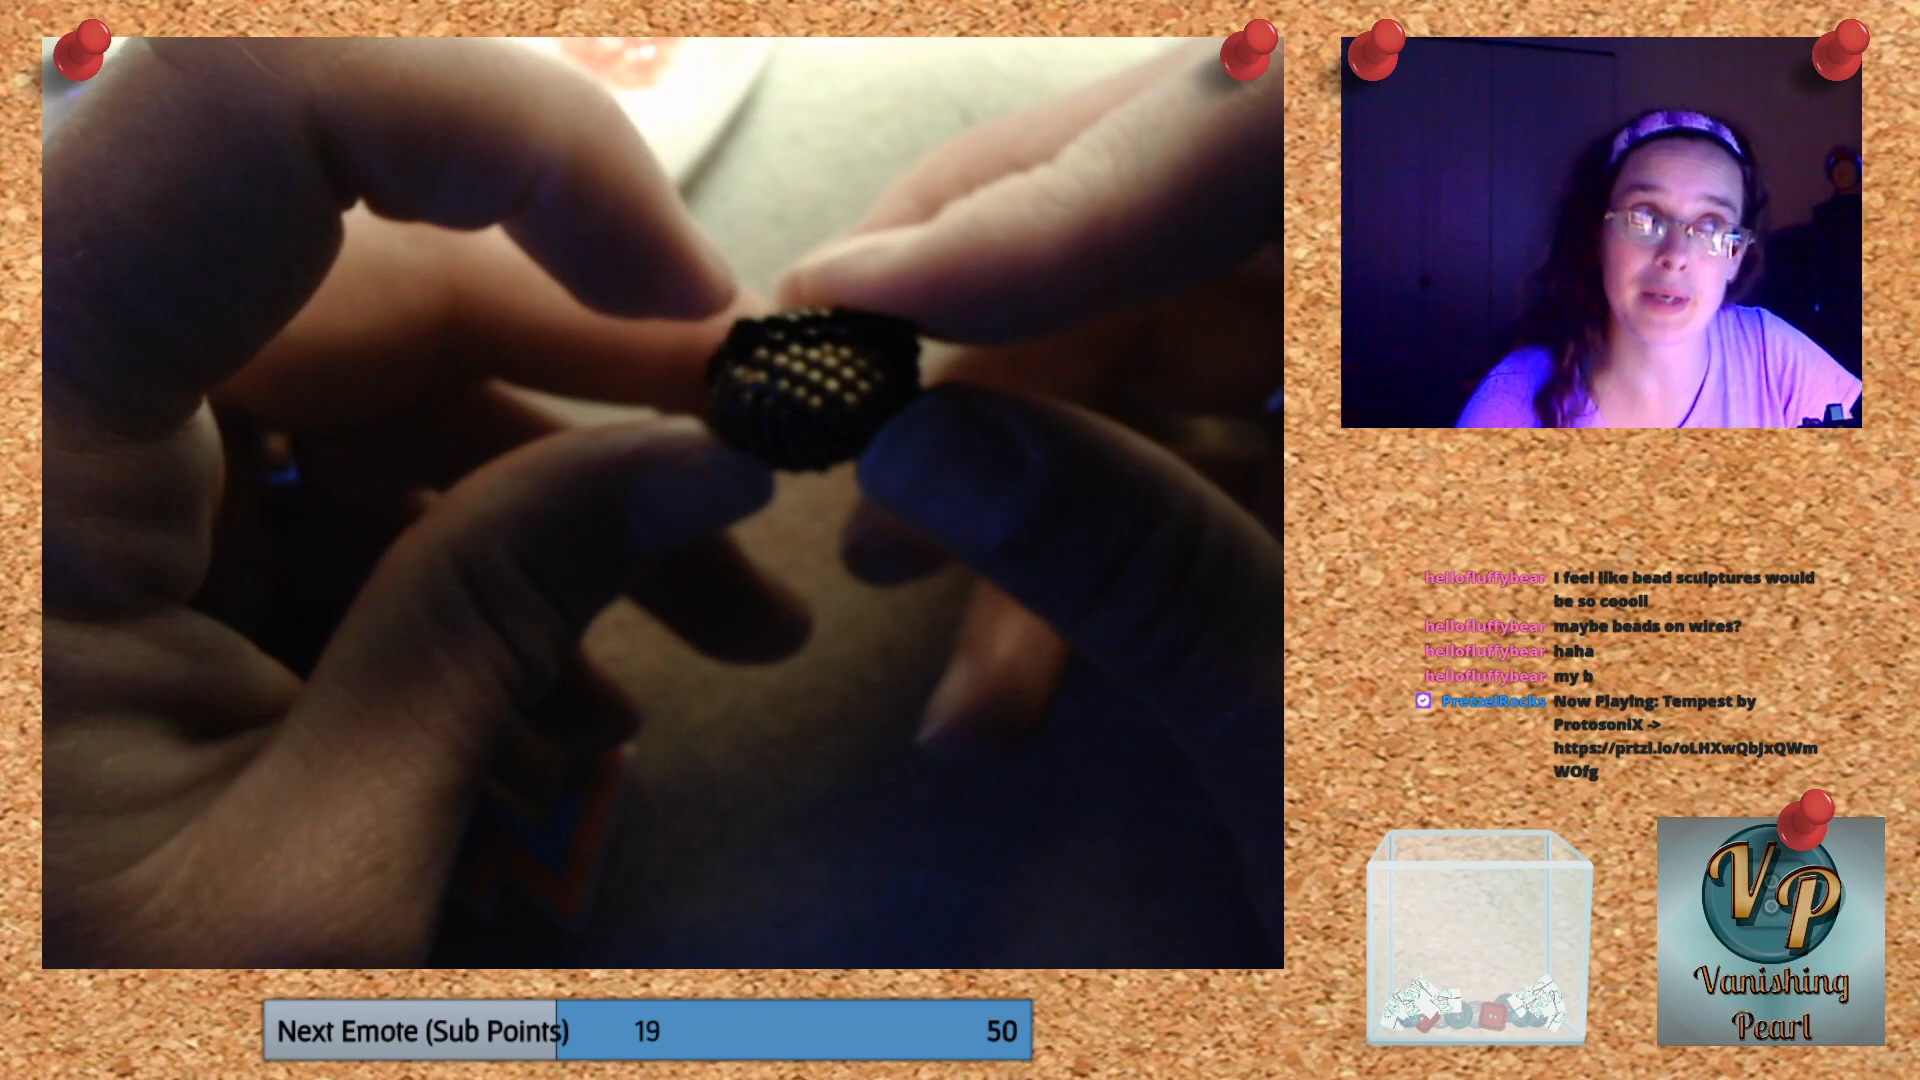 hellofluffybear I feel like bead sculptures would
be so coooll
hellofluffybear maybe beads on wires?
hellofluffybear haha
hellofluffybear my b
PretzelRocks Now Playing: Tempest by
ProtosoniX ->
https://prtzl.io/oLHXwQbJxQWm
WOfg
VP
Vanishing
Pearl
Next Emote (Sub Points) 19 50